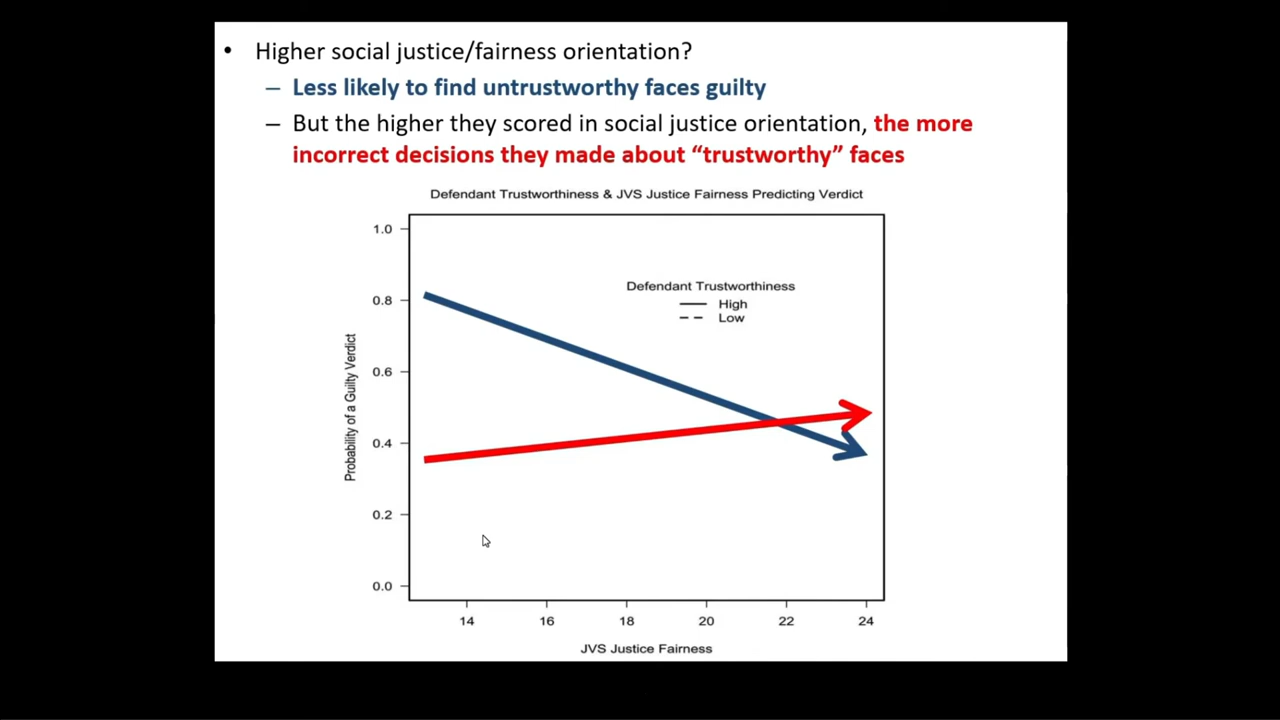 • Higher social justice/fairness orientation?
– Less likely to find untrustworthy faces guilty
– But the higher they scored in social justice orientation, the more
incorrect decisions they made about “trustworthy” faces
Defendant Trustworthiness & JVS Justice Fairness Predicting Verdict
Probability of a Guilty Verdict
1.0
0.8
0.6
0.4
0.2
0.0
Defendant Trustworthiness
High
Low
14 16 18 20 22 24
JVS Justice Fairness